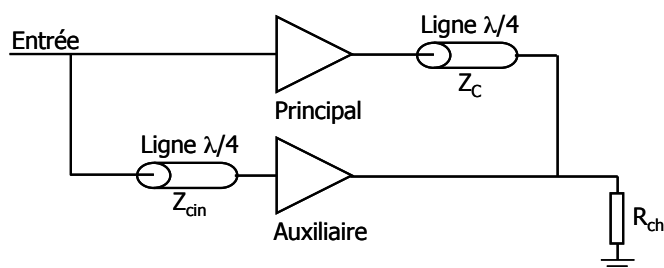 Entrée
Ligne λ/4
Z_C
Principal
Ligne λ/4
Z_cin
Auxiliaire
R_ch